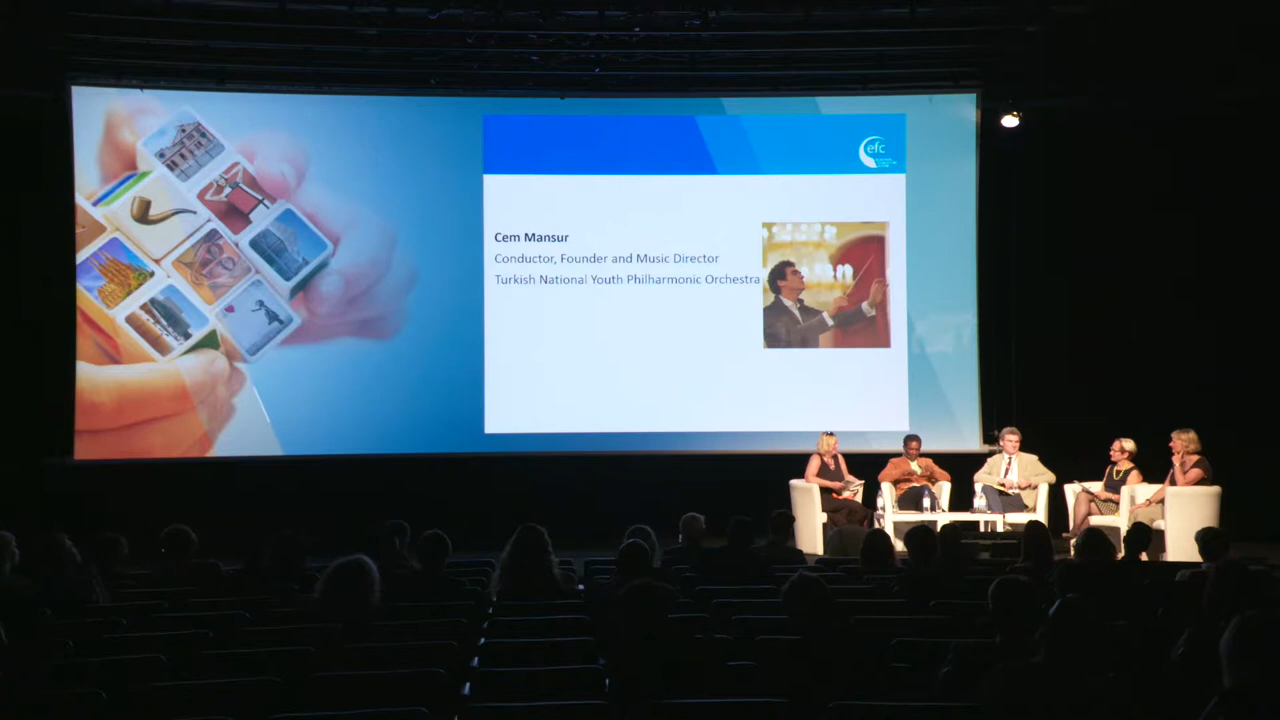 efc
Cem Mansur
Conductor, Founder and Music Director
Turkish National Youth Philharmonic Orchestra